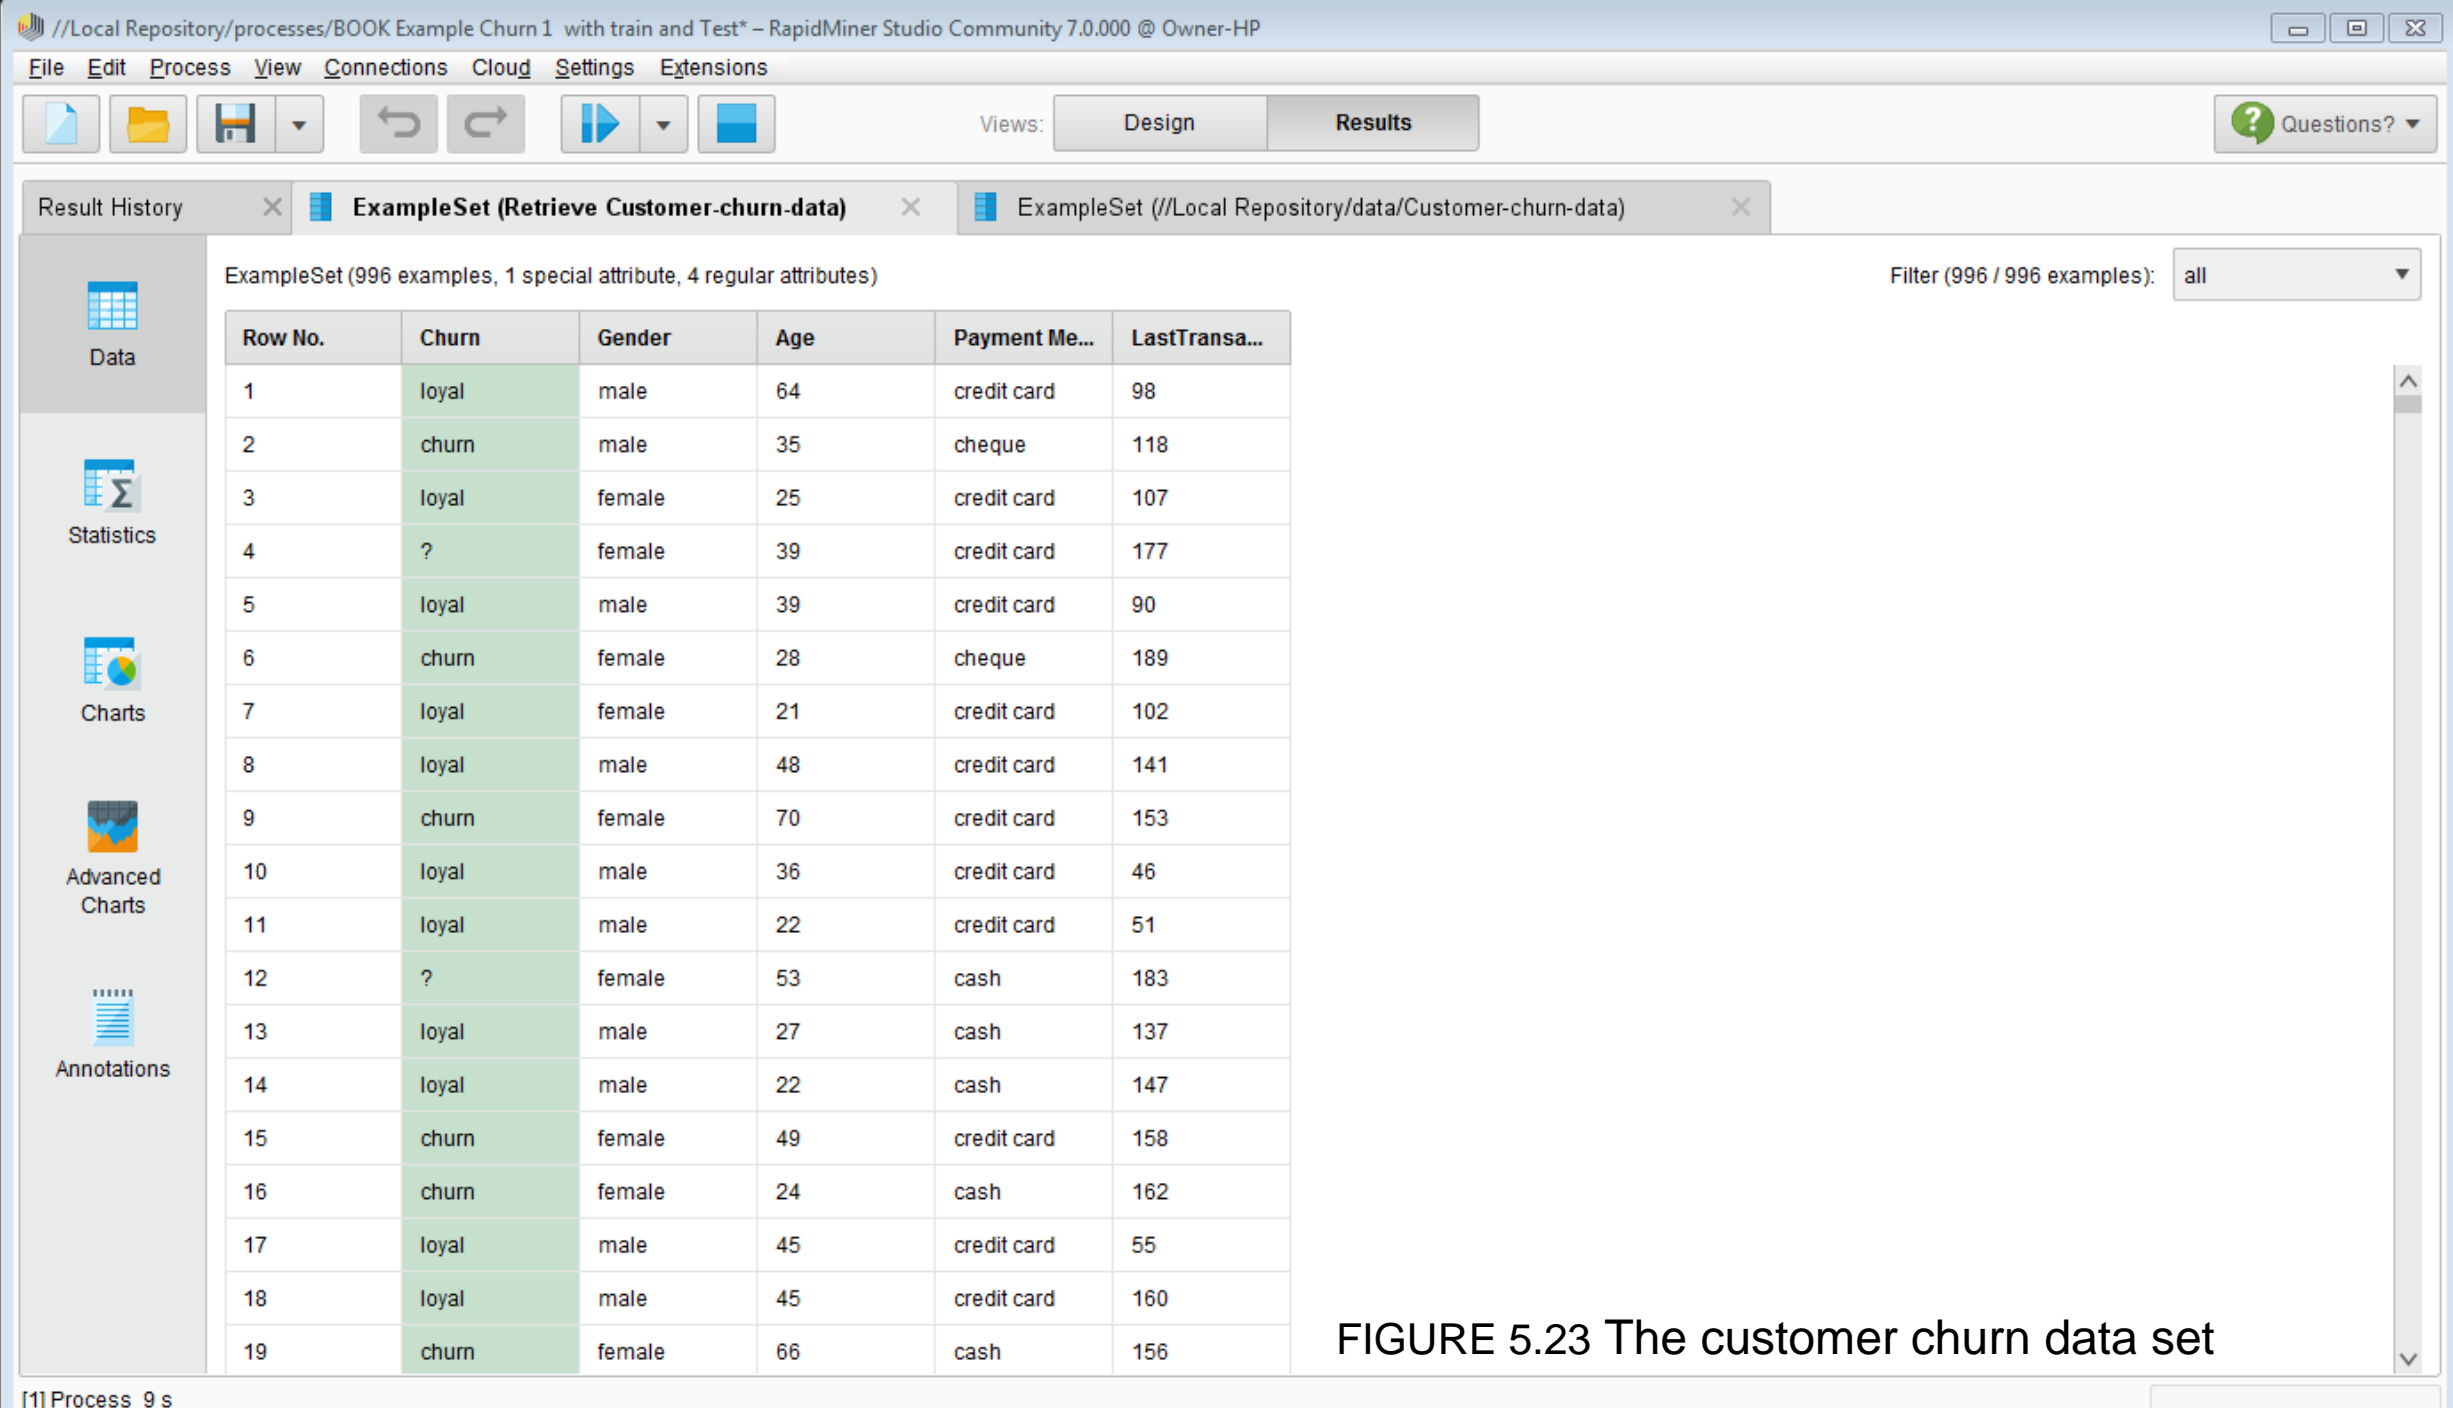 //Local Repository/processes/BOOK Example Churn 1  with train and Test* – RapidMiner Studio Community 7.0.000 @ Owner-HP
File Edit Process View Connections Cloud Settings Extensions
Views: Design Results Questions?
Result History ExampleSet (Retrieve Customer-churn-data) ExampleSet (//Local Repository/data/Customer-churn-data)
ExampleSet (996 examples, 1 special attribute, 4 regular attributes) Filter (996 / 996 examples): all
Data
Statistics
Charts
Advanced
Charts
Annotations
Row No. Churn Gender Age Payment Me... LastTransa...
1 loyal male 64 credit card 98
2 churn male 35 cheque 118
3 loyal female 25 credit card 107
4 ? female 39 credit card 177
5 loyal male 39 credit card 90
6 churn female 28 cheque 189
7 loyal female 21 credit card 102
8 loyal male 48 credit card 141
9 churn female 70 credit card 153
10 loyal male 36 credit card 46
11 loyal male 22 credit card 51
12 ? female 53 cash 183
13 loyal male 27 cash 137
14 loyal male 22 cash 147
15 churn female 49 credit card 158
16 churn female 24 cash 162
17 loyal male 45 credit card 55
18 loyal male 45 credit card 160
19 churn female 66 cash 156
FIGURE 5.23 The customer churn data set
[1] Process 9 s